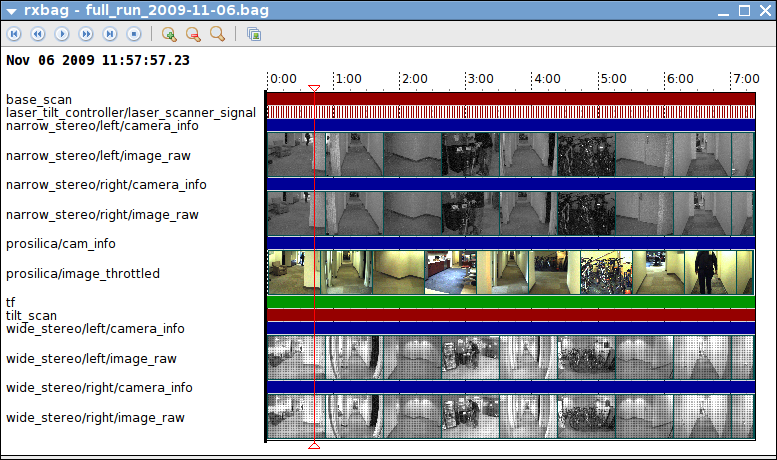 rxbag - full_run_2009-11-06.bag
Nov 06 2009 11:57:57.23
0:00 1:00 2:00 3:00 4:00 5:00 6:00 7:00
base_scan
laser_tilt_controller/laser_scanner_signal
narrow_stereo/left/camera_info
narrow_stereo/left/image_raw
narrow_stereo/right/camera_info
narrow_stereo/right/image_raw
prosilica/cam_info
prosilica/image_throttled
tf
tilt_scan
wide_stereo/left/camera_info
wide_stereo/left/image_raw
wide_stereo/right/camera_info
wide_stereo/right/image_raw